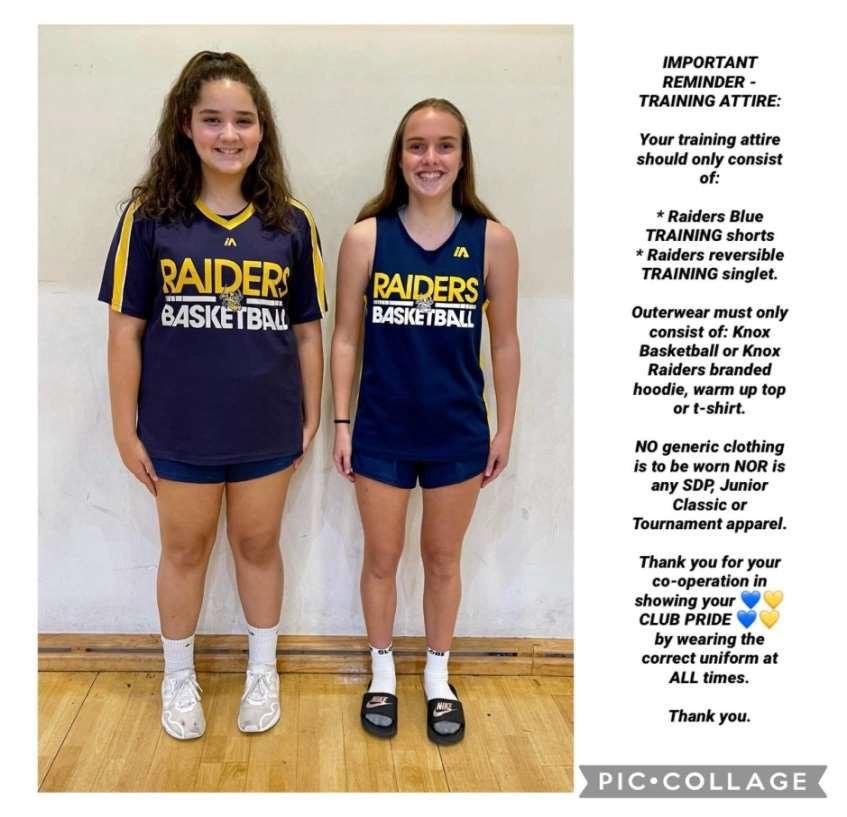 IMPORTANT
REMINDER -
TRAINING ATTIRE:
Your training attire
should only consist
of:
* Raiders Blue
TRAINING shorts
* Raiders reversible
TRAINING singlet.
Outerwear must only
consist of: Knox
Basketball or Knox
Raiders branded
hoodie, warm up top
or t-shirt.
NO generic clothing
is to be worn NOR is
any SDP, Junior
Classic or
Tournament apparel.
Thank you for your
co-operation in
showing your 💙💛
CLUB PRIDE 💙💛
by wearing the
correct uniform at
ALL times.
Thank you.
iA
RAIDERS
BASKETBALL
iA
RAIDERS
BASKETBALL
NIKE
NIKE
PIC•COLLAGE